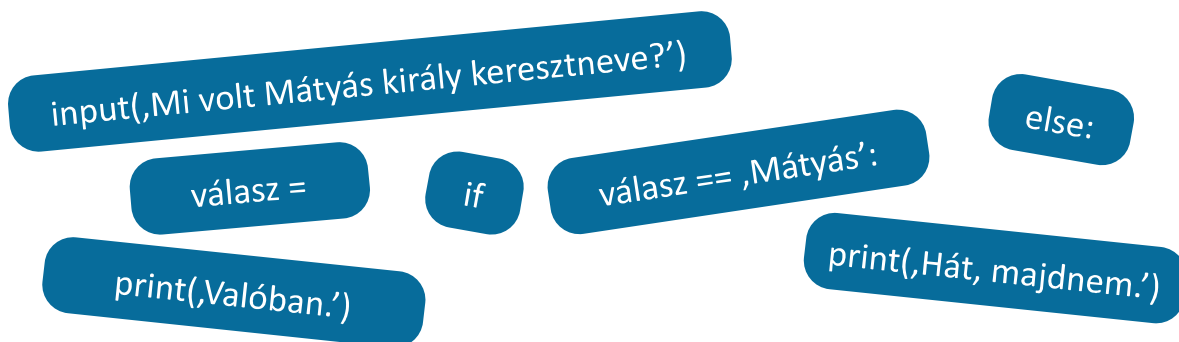 input(‚Mi volt Mátyás király keresztneve?’)
else:
válasz =
if
válasz == ‚Mátyás’:
print(‚Valóban.’)
print(‚Hát, majdnem.’)